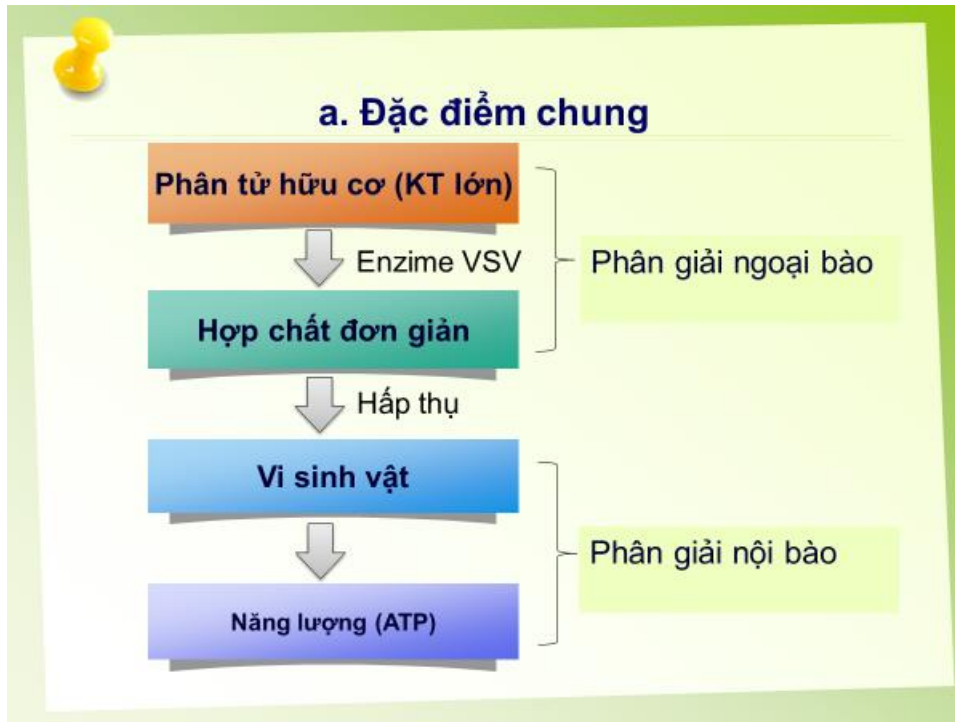 a. Đặc điểm chung
Phân tử hữu cơ (KT lớn)
Enzime VSV
Phân giải ngoại bào
Hợp chất đơn giản
Hấp thụ
Vi sinh vật
Phân giải nội bào
Năng lượng (ATP)